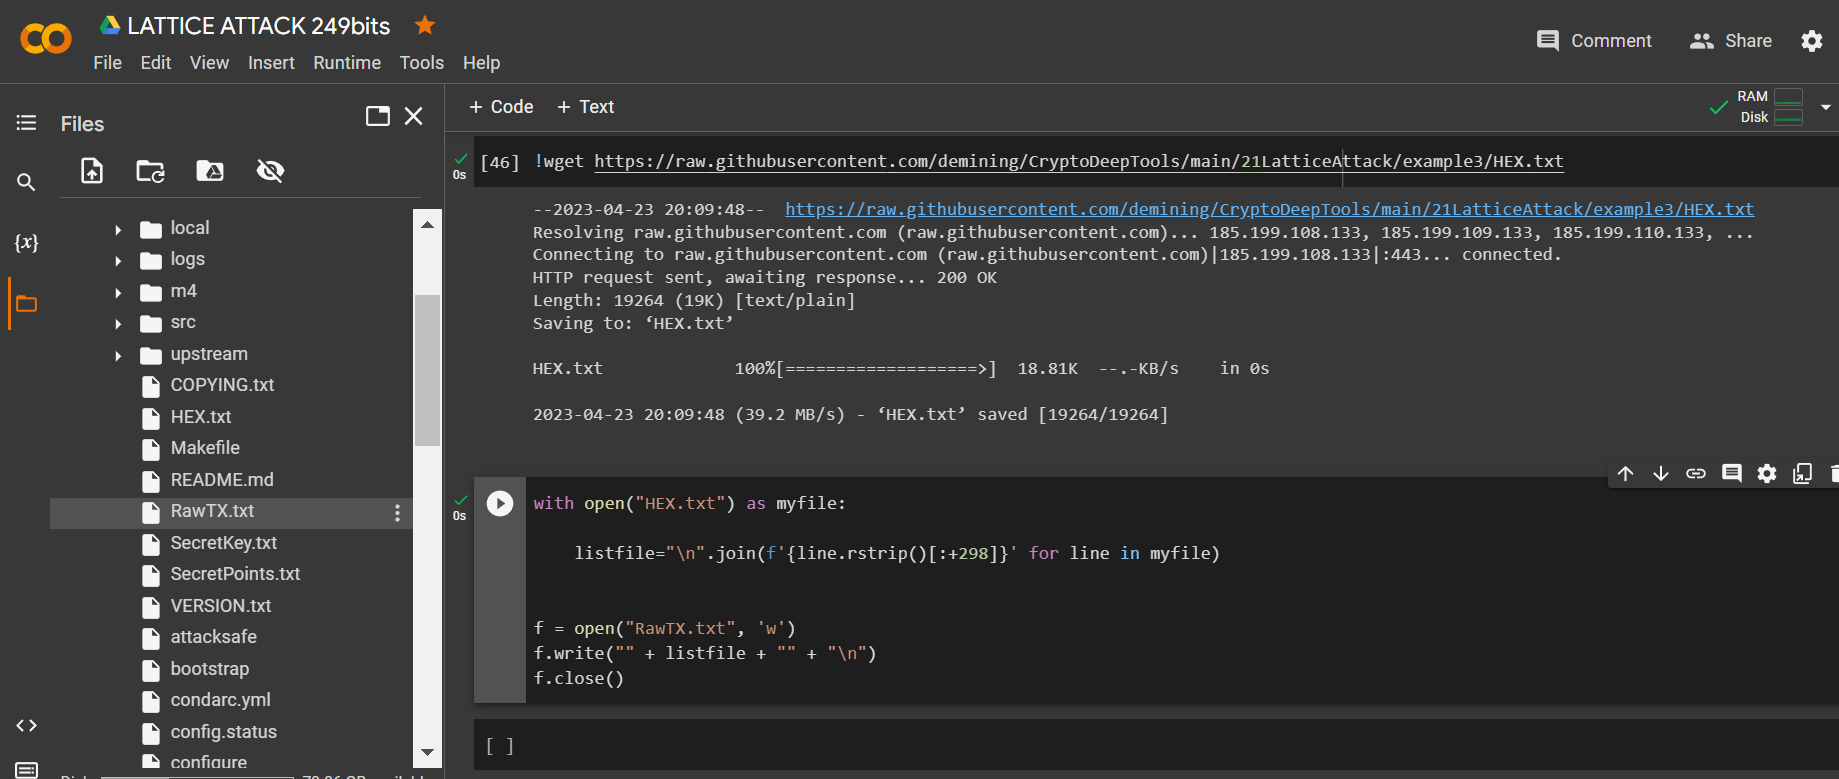 LATTICE ATTACK 249bits
File Edit View Insert Runtime Tools Help
Comment Share
Files
+ Code + Text
RAM
Disk
local
logs
m4
src
upstream
COPYING.txt
HEX.txt
Makefile
README.md
RawTX.txt
SecretKey.txt
SecretPoints.txt
VERSION.txt
attacksafe
bootstrap
condarc.yml
config.status
configure
{x}
0s
[46] !wget https://raw.githubusercontent.com/demining/CryptoDeepTools/main/21LatticeAttack/example3/HEX.txt
--2023-04-23 20:09:48-- https://raw.githubusercontent.com/demining/CryptoDeepTools/main/21LatticeAttack/example3/HEX.txt
Resolving raw.githubusercontent.com (raw.githubusercontent.com)... 185.199.108.133, 185.199.109.133, 185.199.110.133, ...
Connecting to raw.githubusercontent.com (raw.githubusercontent.com)|185.199.108.133|:443... connected.
HTTP request sent, awaiting response... 200 OK
Length: 19264 (19K) [text/plain]
Saving to: ‘HEX.txt’
HEX.txt 100%[===================>] 18.81K --.-KB/s in 0s
2023-04-23 20:09:48 (39.2 MB/s) - ‘HEX.txt’ saved [19264/19264]
0s
with open("HEX.txt") as myfile:
listfile="\n".join(f'{line.rstrip()[:+298]}' for line in myfile)
f = open("RawTX.txt", 'w')
f.write("" + listfile + "" + "\n")
f.close()
[ ]